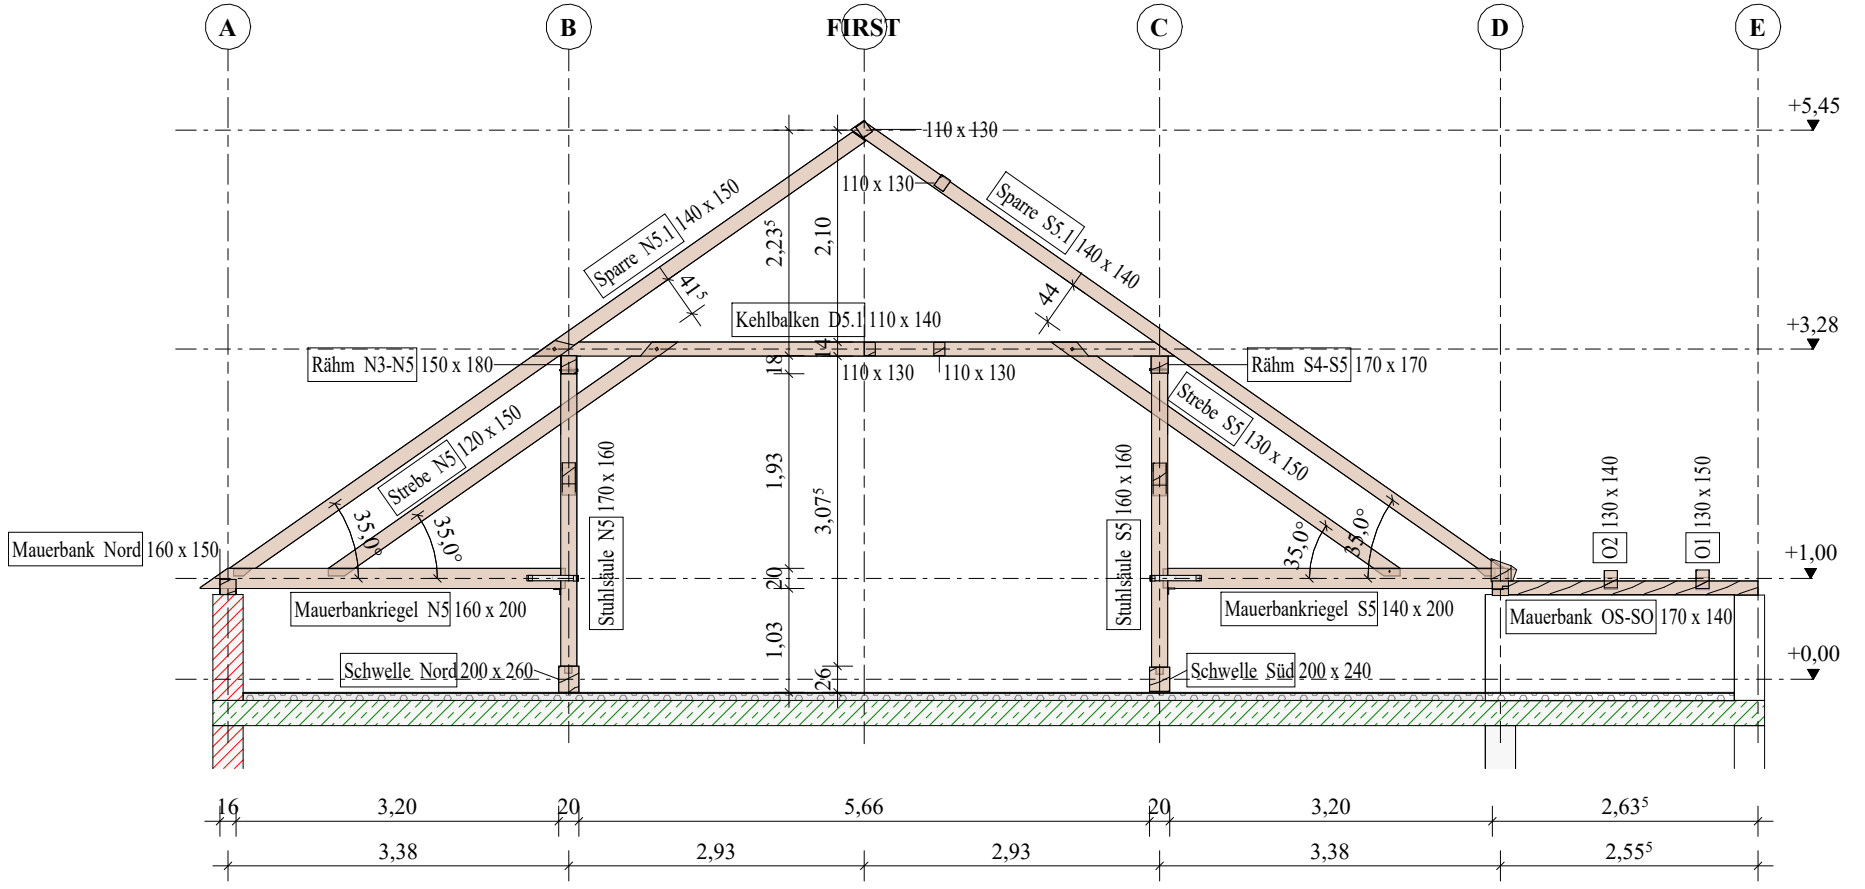 A B FIRST C D E
+5,45
110 x 130
110 x 130
Sparre N5.1 140 x 150
Sparre S5.1 140 x 140
2,23⁵
2,10
41⁵
44
Kehlbalken D5.1 110 x 140
+3,28
Rähm N3-N5 150 x 180
18
14
110 x 130
110 x 130
Rähm S4-S5 170 x 170
Strebe N5 120 x 150
Strebe S5 130 x 150
1,93
3,07⁵
Stuhlsäule N5 170 x 160
Stuhlsäule S5 160 x 160
35,0°
35,0°
35,0°
35,0°
O2 130 x 140
O1 130 x 150
Mauerbank Nord 160 x 150
+1,00
20
Mauerbankriegel N5 160 x 200
Mauerbankriegel S5 140 x 200
Mauerbank OS-SO 170 x 140
1,03
+0,00
Schwelle Nord 200 x 260
26
Schwelle Süd 200 x 240
16 3,20 20 5,66 20 3,20 2,63⁵
3,38 2,93 2,93 3,38 2,55⁵